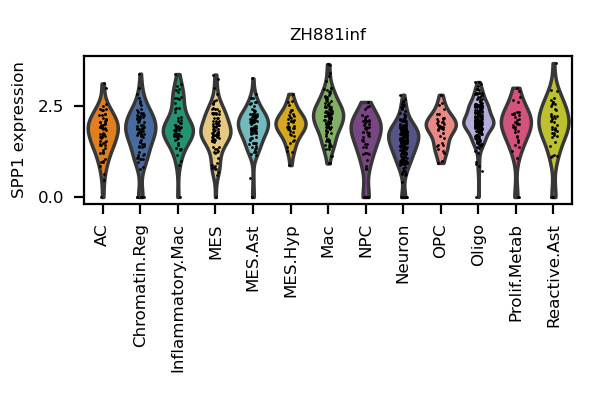 ZH881inf
SPP1 expression
2.5
0.0
AC
Chromatin.Reg
Inflammatory.Mac
MES
MES.Ast
MES.Hyp
Mac
NPC
Neuron
OPC
Oligo
Prolif.Metab
Reactive.Ast